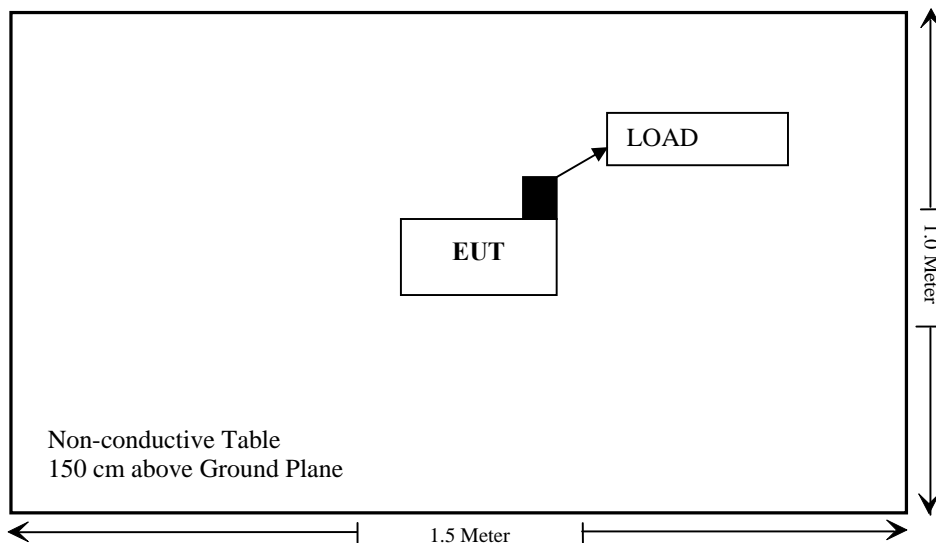 LOAD
EUT
1.0 Meter
Non-conductive Table
150 cm above Ground Plane
1.5 Meter